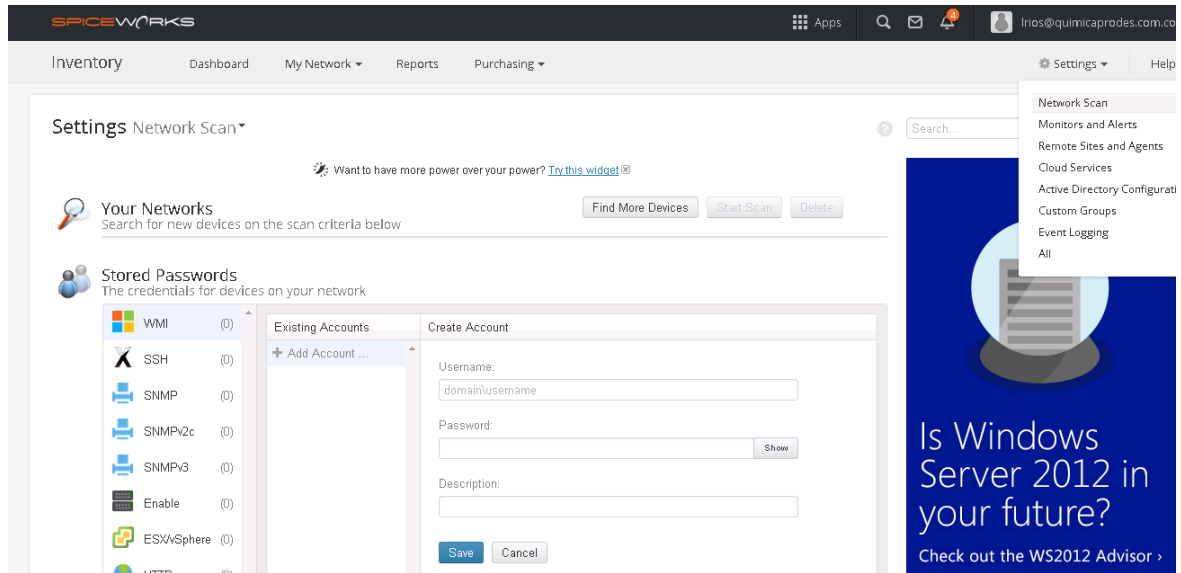 SPICEWORKS
Apps
4
lrios@quimicaprodes.com.co
Inventory
Dashboard
My Network
Reports
Purchasing
Settings
Help
Settings Network Scan
?
Search...
Network Scan
Monitors and Alerts
Remote Sites and Agents
Cloud Services
Active Directory Configurati
Custom Groups
Event Logging
All
Want to have more power over your power? Try this widget
Your Networks
Search for new devices on the scan criteria below
Find More Devices
Start Scan
Delete
Stored Passwords
The credentials for devices on your network
WMI (0)
SSH (0)
SNMP (0)
SNMPv2c (0)
SNMPv3 (0)
Enable (0)
ESX/vSphere (0)
HTTP (0)
Existing Accounts
+ Add Account ...
Create Account
Username:
domain\username
Password:
Show
Description:
Save
Cancel
Is Windows
Server 2012 in
your future?
Check out the WS2012 Advisor ›